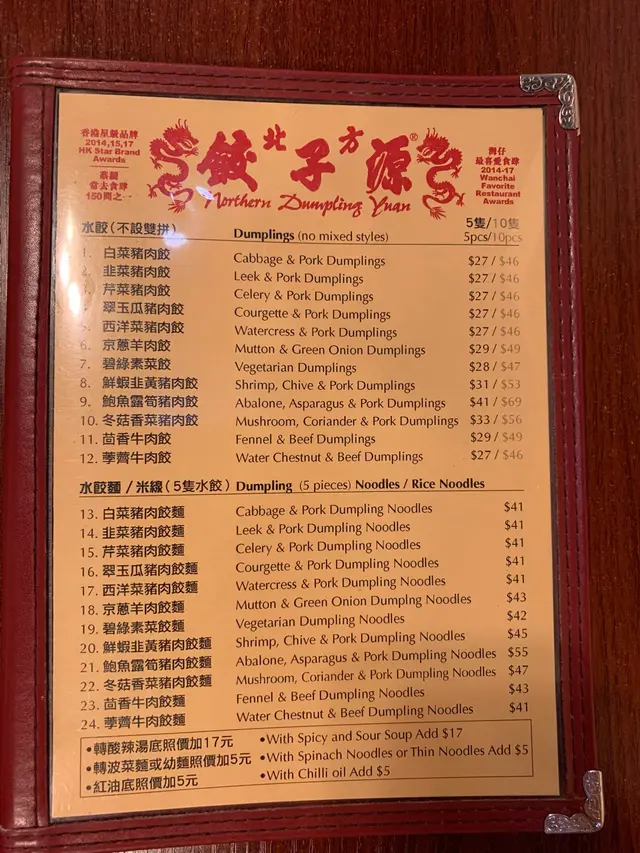 香港星級品牌
2014,15,17
HK Star Brand
Awards
蔡瀾
常去食肆
150間之一
北方
餃子源®
Northern Dumpling Yuan
灣仔
最喜愛食肆
2014-17
Wanchai
Favorite
Restaurant
Awards
水餃(不設雙拼) Dumplings (no mixed styles) 5隻/10隻
5pcs/10pcs
1. 白菜豬肉餃 Cabbage & Pork Dumplings $27 / $46
韭菜豬肉餃 Leek & Pork Dumplings $27 / $46
芹菜豬肉餃 Celery & Pork Dumplings $27 / $46
翠玉瓜豬肉餃 Courgette & Pork Dumplings $27 / $46
5. 西洋菜豬肉餃 Watercress & Pork Dumplings $27 / $46
6. 京蔥羊肉餃 Mutton & Green Onion Dumplings $29 / $49
7. 碧綠素菜餃 Vegetarian Dumplings $28 / $47
8. 鮮蝦韭黃豬肉餃 Shrimp, Chive & Pork Dumplings $31 / $53
9. 鮑魚露筍豬肉餃 Abalone, Asparagus & Pork Dumplings $41 / $69
10. 冬菇香菜豬肉餃 Mushroom, Coriander & Pork Dumplings $33 / $56
11. 茴香牛肉餃 Fennel & Beef Dumplings $29 / $49
12. 荸薺牛肉餃 Water Chestnut & Beef Dumplings $27 / $46
水餃麵 / 米線(5隻水餃) Dumpling (5 pieces) Noodles / Rice Noodles
13. 白菜豬肉餃麵 Cabbage & Pork Dumpling Noodles $41
14. 韭菜豬肉餃麵 Leek & Pork Dumpling Noodles $41
15. 芹菜豬肉餃麵 Celery & Pork Dumpling Noodles $41
16. 翠玉瓜豬肉餃麵 Courgette & Pork Dumpling Noodles $41
17. 西洋菜豬肉餃麵 Watercress & Pork Dumpling Noodles $41
18. 京蔥羊肉餃麵 Mutton & Green Onion Dumplng Noodles $43
19. 碧綠素菜餃麵 Vegetarian Dumpling Noodles $42
20. 鮮蝦韭黃豬肉餃麵 Shrimp, Chive & Pork Dumpling Noodles $45
21. 鮑魚露筍豬肉餃麵 Abalone, Asparagus & Pork Dumpling Noodles $55
22. 冬菇香菜豬肉餃麵 Mushroom, Coriander & Pork Dumpling Noodles $47
23. 茴香牛肉餃麵 Fennel & Beef Dumpling Noodles $43
24. 荸薺牛肉餃麵 Water Chestnut & Beef Dumpling Noodles $41
•轉酸辣湯底照價加17元 •With Spicy and Sour Soup Add $17
•轉波菜麵或幼麵照價加5元 •With Spinach Noodles or Thin Noodles Add $5
•紅油底照價加5元 •With Chilli oil Add $5